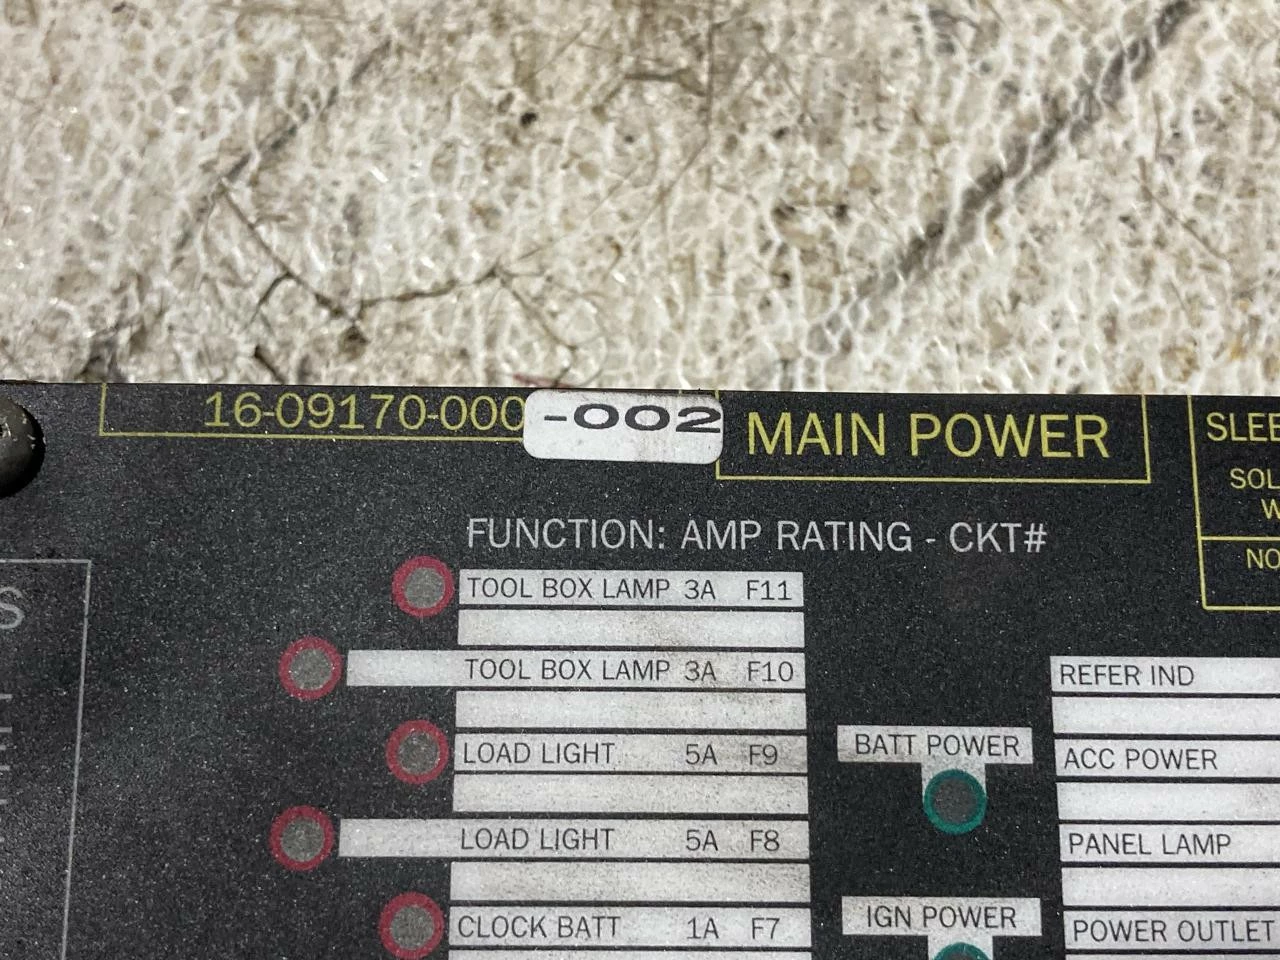 16-09170-000 -002
MAIN POWER
SLEE
SOL
W
NO
FUNCTION: AMP RATING - CKT#
TOOL BOX LAMP 3A F11
TOOL BOX LAMP 3A F10
LOAD LIGHT 5A F9
LOAD LIGHT 5A F8
CLOCK BATT 1A F7
BATT POWER
IGN POWER
REFER IND
ACC POWER
PANEL LAMP
POWER OUTLET
S